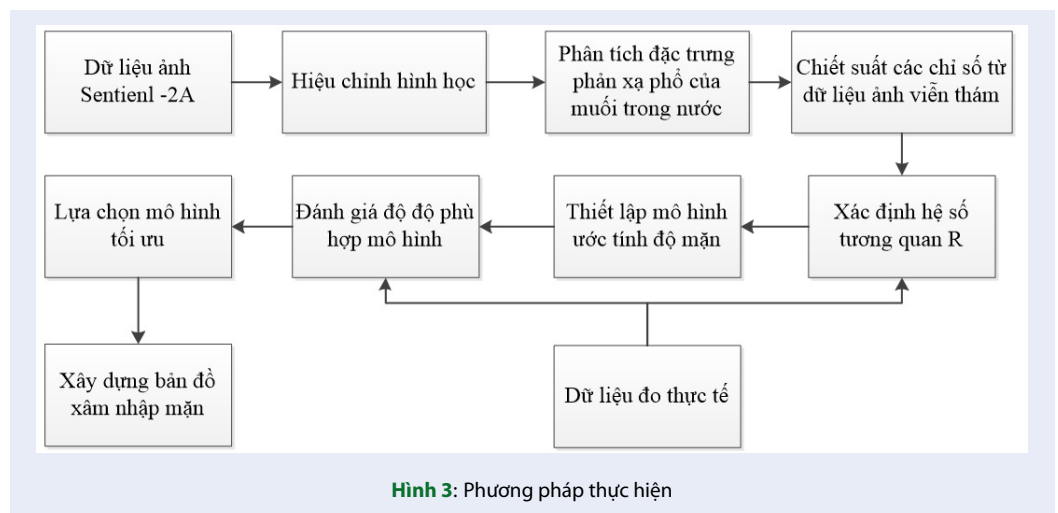 Dữ liệu ảnh
Sentienl -2A
Hiệu chỉnh hình học
Phân tích đặc trưng
phản xạ phổ của
muối trong nước
Chiết suất các chỉ số từ
dữ liệu ảnh viễn thám
Xác định hệ số
tương quan R
Thiết lập mô hình
ước tính độ mặn
Đánh giá độ độ phù
hợp mô hình
Lựa chọn mô hình
tối ưu
Xây dựng bản đồ
xâm nhập mặn
Dữ liệu đo thực tế
Hình 3: Phương pháp thực hiện